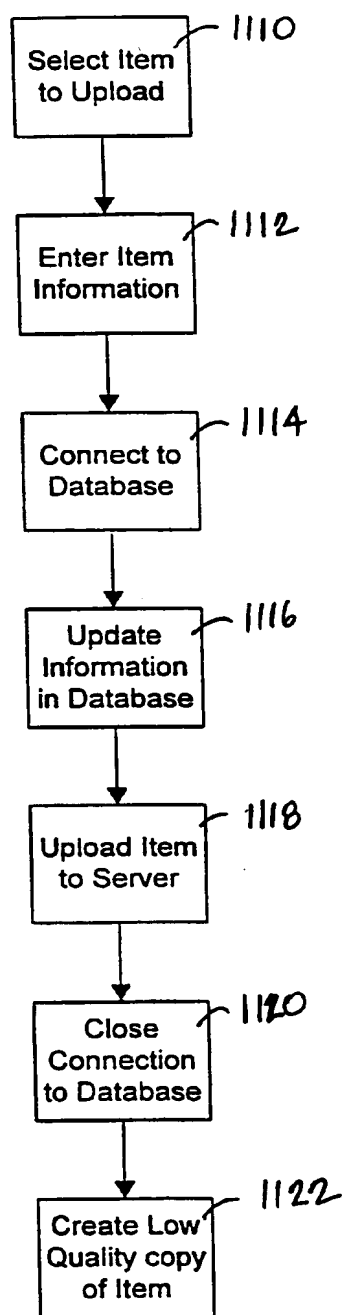 1110
Select Item
to Upload
1112
Enter Item
Information
1114
Connect to
Database
1116
Update
Information
in Database
1118
Upload Item
to Server
1120
Close
Connection
to Database
1122
Create Low
Quality copy
of Item